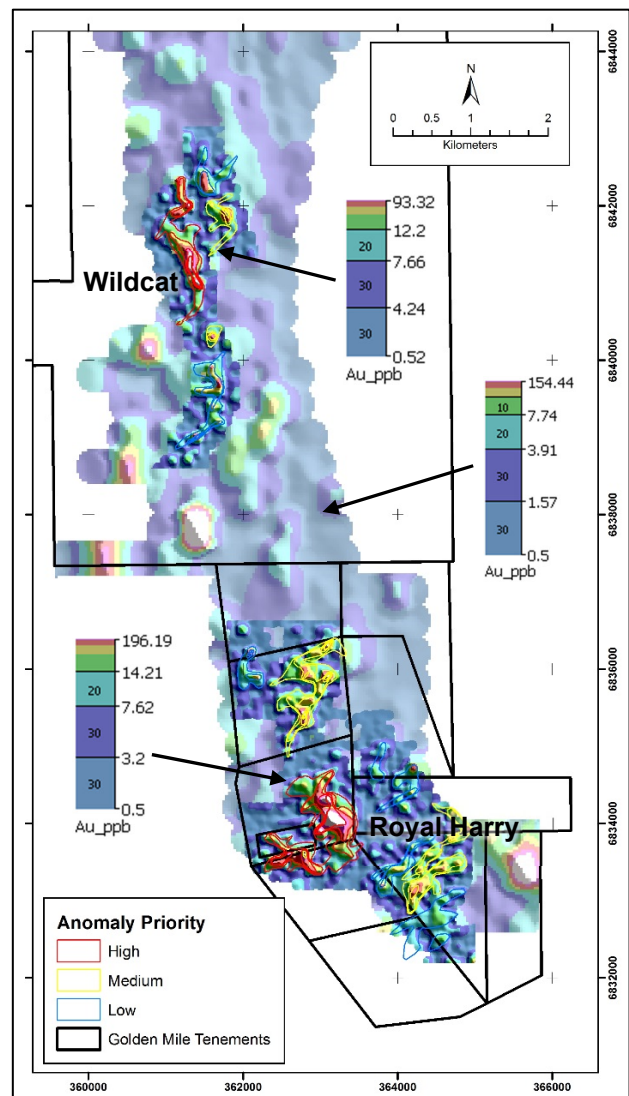 N
0 0.5 1 2
Kilometers
6844000
6842000
6840000
6838000
6836000
6834000
6832000
Wildcat
93.32
12.2
20
7.66
30
4.24
30
0.52
Au_ppb
154.44
10
7.74
20
3.91
30
1.57
30
0.5
Au_ppb
196.19
14.21
20
7.62
30
3.2
30
0.5
Au_ppb
Royal Harry
Anomaly Priority
High
Medium
Low
Golden Mile Tenements
360000 362000 364000 366000